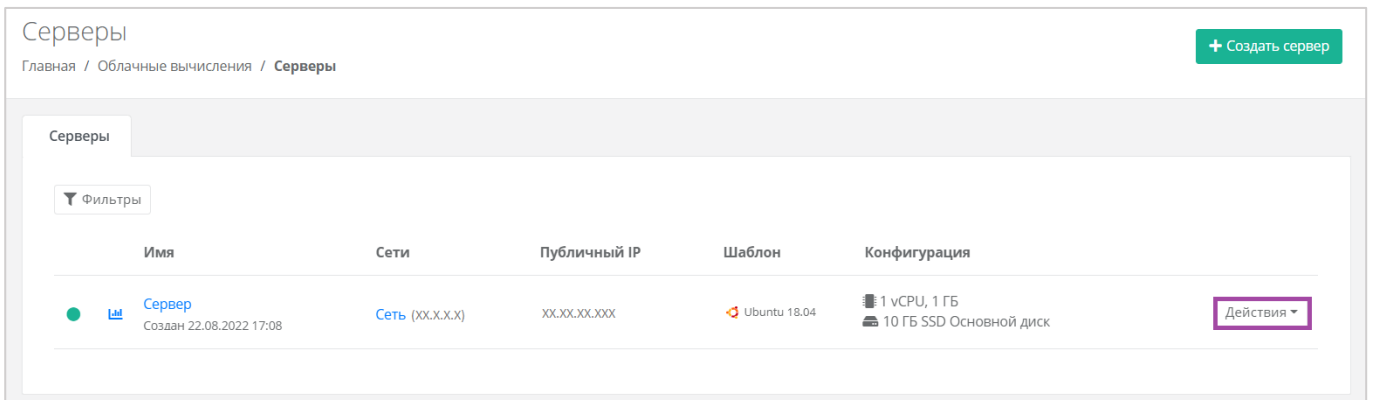 Серверы
+ Создать сервер
Главная / Облачные вычисления / Серверы
Серверы
Фильтры
Имя Сети Публичный IP Шаблон Конфигурация
Сервер
Создан 22.08.2022 17:08
Сеть (XX.X.X.X)
XX.XX.XX.XXX
Ubuntu 18.04
1 vCPU, 1 ГБ
10 ГБ SSD Основной диск
Действия